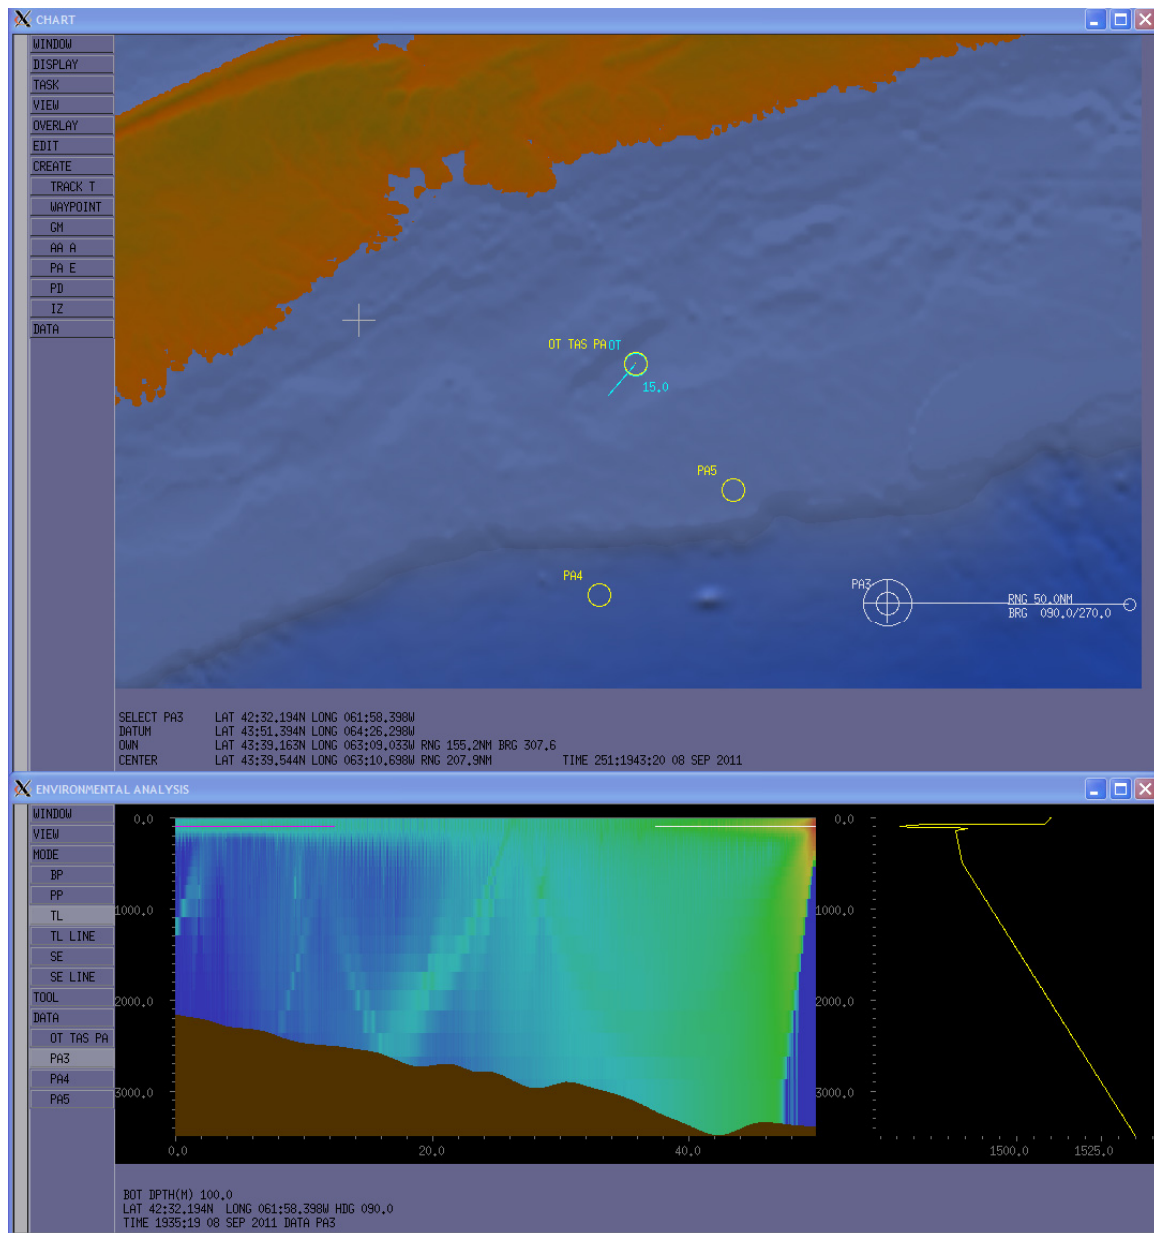 CHART
WINDOW
DISPLAY
TASK
VIEW
OVERLAY
EDIT
CREATE
TRACK T
WAYPOINT
GM
AA A
PA E
PD
IZ
DATA
OT TAS PAOT
15.0
PA5
PA4
PA3
RNG 50.0NM
BRG 090.0/270.0
SELECT PA3 LAT 42:32.194N LONG 061:58.398W
DATUM LAT 43:51.394N LONG 064:26.298W
OWN LAT 43:39.163N LONG 063:09.033W RNG 155.2NM BRG 307.6
CENTER LAT 43:39.544N LONG 063:10.698W RNG 207.9NM TIME 251:1943:20 08 SEP 2011
ENVIRONMENTAL ANALYSIS
WINDOW
VIEW
MODE
BP
PP
TL
TL LINE
SE
SE LINE
TOOL
DATA
OT TAS PA
PA3
PA4
PA5
0.0
1000.0
2000.0
3000.0
0.0 20.0 40.0
0.0
1000.0
2000.0
3000.0
1500.0 1525.0
BOT DPTH(M) 100.0
LAT 42:32.194N LONG 061:58.398W HDG 090.0
TIME 1935:19 08 SEP 2011 DATA PA3